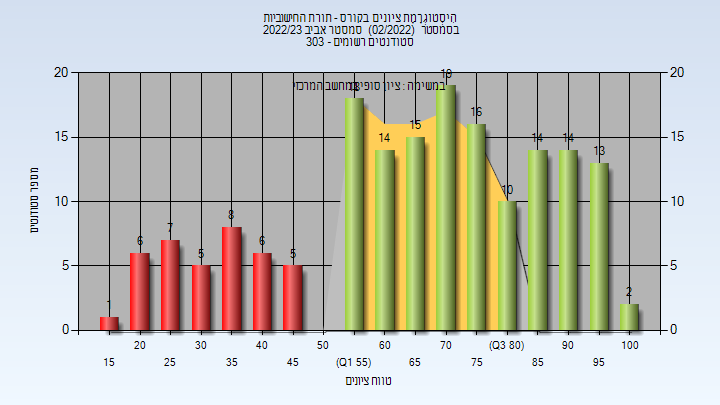 היסטוגרמת ציונים בקורס - תורת החישוביות
בסמסטר (02/2022) סמסטר אביב 2022/23
סטודנטים רשומים - 303
במשימה : ציון סופי מחשב המרכזי
20 20
15 15
10 10
5 5
0 0
מספר סטודנטים
1 6 7 5 8 6 5 18 14 15 19 16 10 14 14 13 2
20 30 40 50 60 70 (Q3 80) 90 100
15 25 35 45 (Q1 55) 65 75 85 95
טווח ציונים